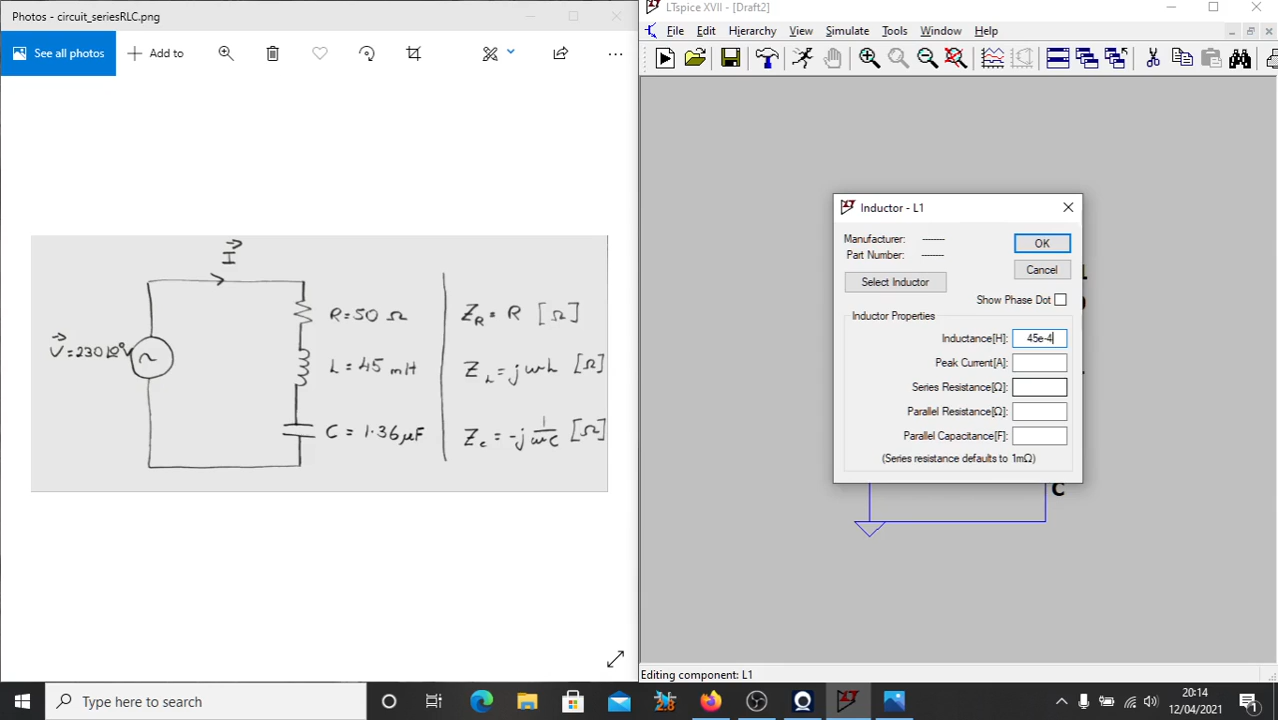 Photos - circuit_seriesRLC.png
See all photos
Add to
I
V = 230
R = 50 Ω
L = 45 mH
C = 1.36 μF
Z_R = R [Ω]
Z_L = jωL [Ω]
Z_C = -j 1/ωC [Ω]
LTspice XVII - [Draft2]
File Edit Hierarchy View Simulate Tools Window Help
Inductor - L1
Manufacturer: --------
OK
Part Number: --------
Cancel
Select Inductor
Show Phase Dot
Inductor Properties
Inductance[H]: 45e-4
Peak Current[A]:
Series Resistance[Ω]:
Parallel Resistance[Ω]:
Parallel Capacitance[F]:
(Series resistance defaults to 1mΩ)
C
Editing component: L1
Type here to search
2.8
20:14
12/04/2021
1